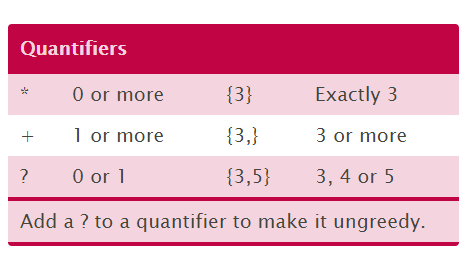 Quantifiers
* 0 or more {3} Exactly 3
+ 1 or more {3,} 3 or more
? 0 or 1 {3,5} 3, 4 or 5
Add a ? to a quantifier to make it ungreedy.